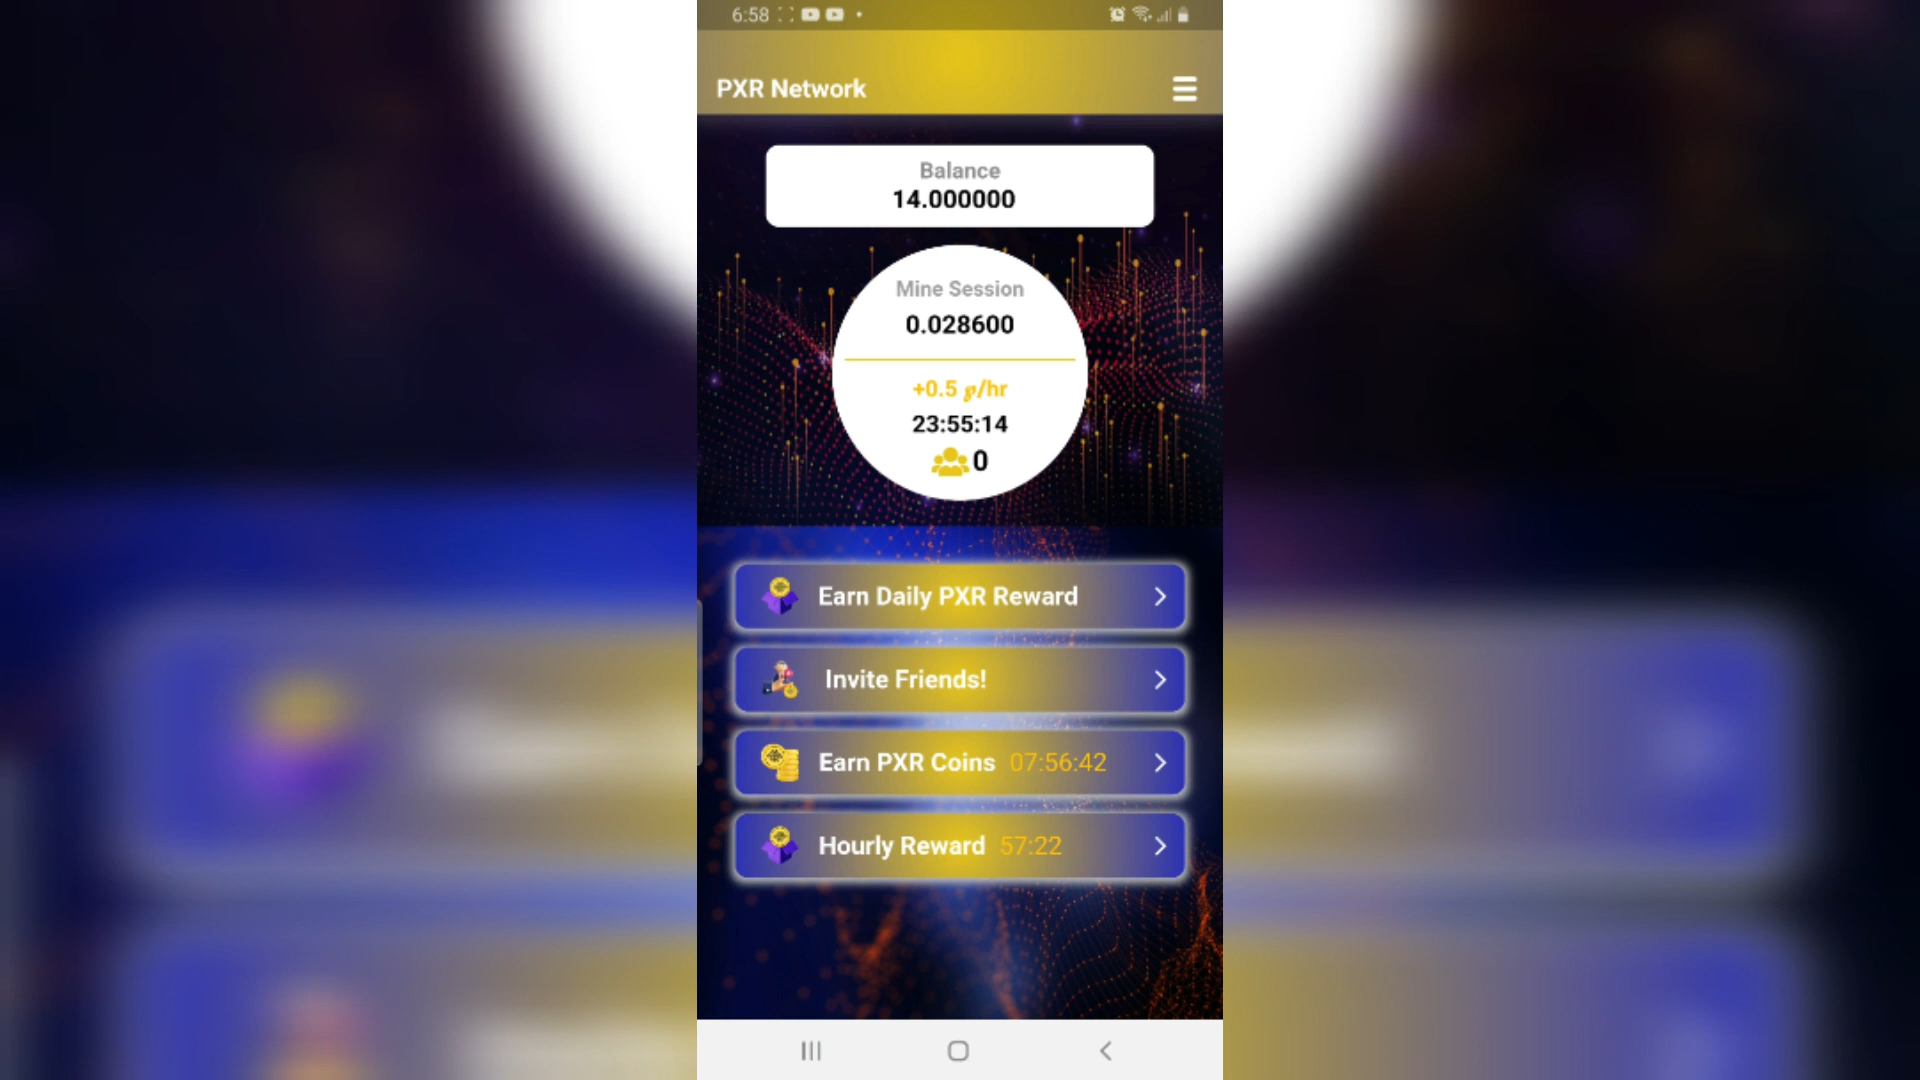 6:58
PXR Network
Balance
14.000000
Mine Session
0.028600
+0.5 ℘/hr
23:55:14
0
Earn Daily PXR Reward
Invite Friends!
Earn PXR Coins 07:56:42
Hourly Reward 57:22